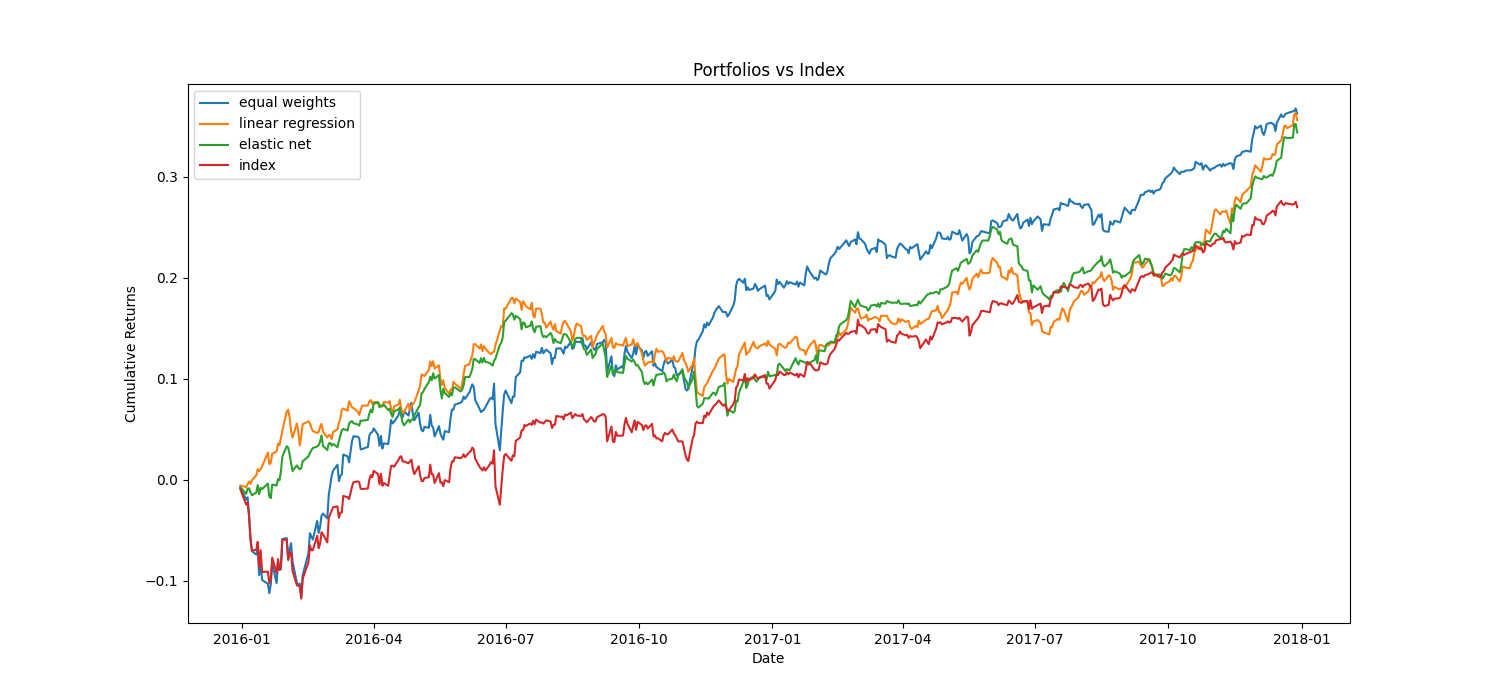 Portfolios vs Index
equal weights
linear regression
elastic net
index
Cumulative Returns
0.3
0.2
0.1
0.0
−0.1
2016-01 2016-04 2016-07 2016-10 2017-01 2017-04 2017-07 2017-10 2018-01
Date